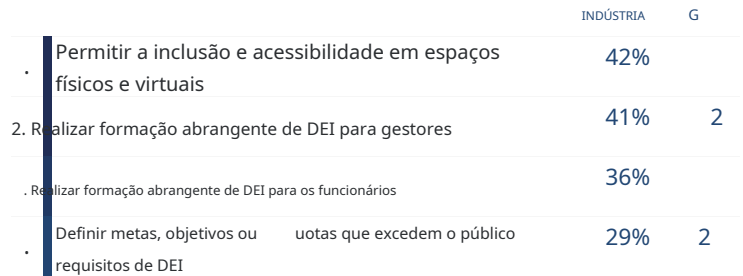 INDÚSTRIA G
. Permitir a inclusão e acessibilidade em espaços
físicos e virtuais
42%
2. Realizar formação abrangente de DEI para gestores 41% 2
. Realizar formação abrangente de DEI para os funcionários 36%
. Definir metas, objetivos ou uotas que excedem o público 29% 2
requisitos de DEI